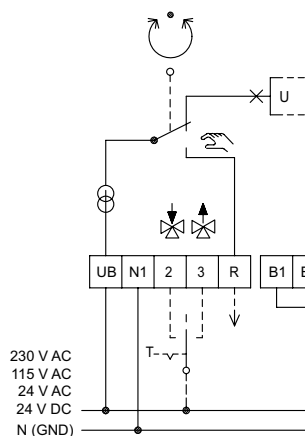 U
UB N1 2 3 R B1
T
230 V AC
115 V AC
24 V AC
24 V DC
N (GND)